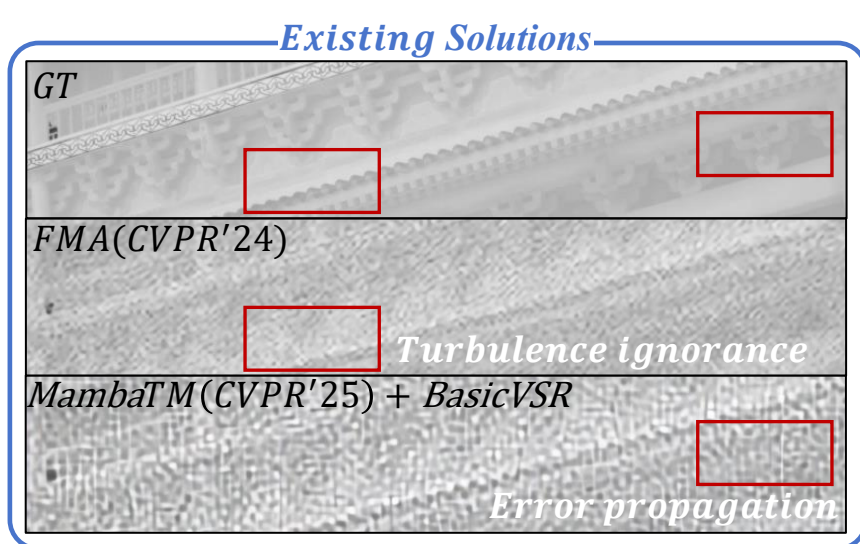 Existing Solutions
GT
FMA(CVPR'24)
Turbulence ignorance
MambaTM(CVPR'25) + BasicVSR
Error propagation